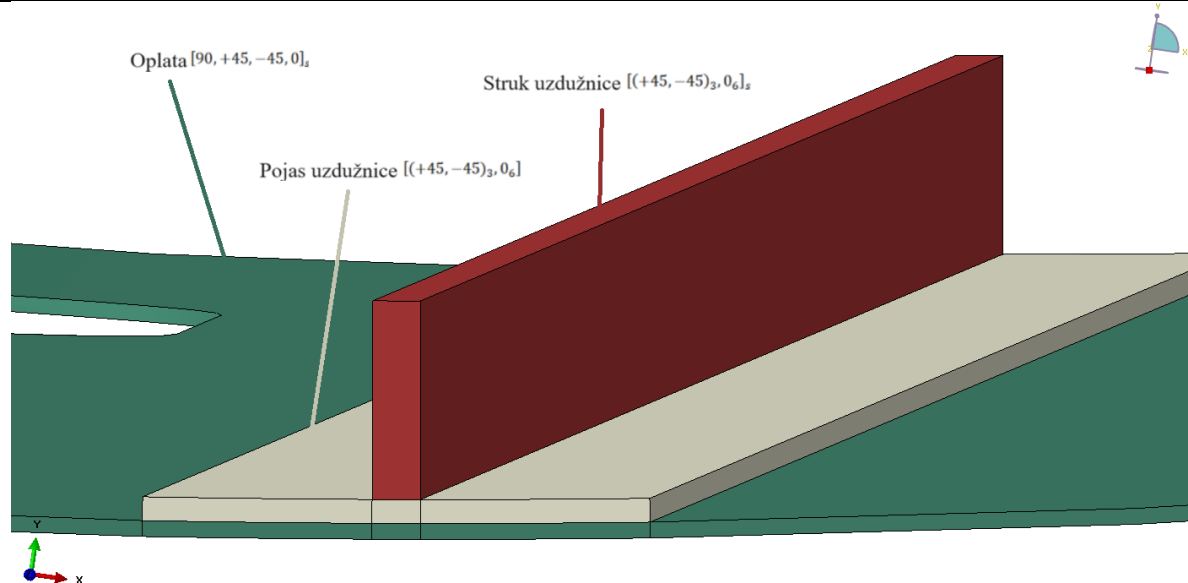 Oplata [90, +45, −45, 0]ₛ
Struk uzdužnice [(+45, −45)₃, 0₆]ₛ
Pojas uzdužnice [(+45, −45)₃, 0₆]
Y
Z
X
Y
X